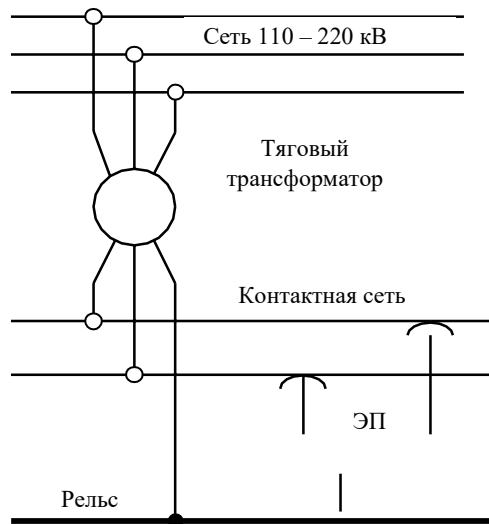 Сеть 110 – 220 кВ
Тяговый
трансформатор
Контактная сеть
ЭП
Рельс